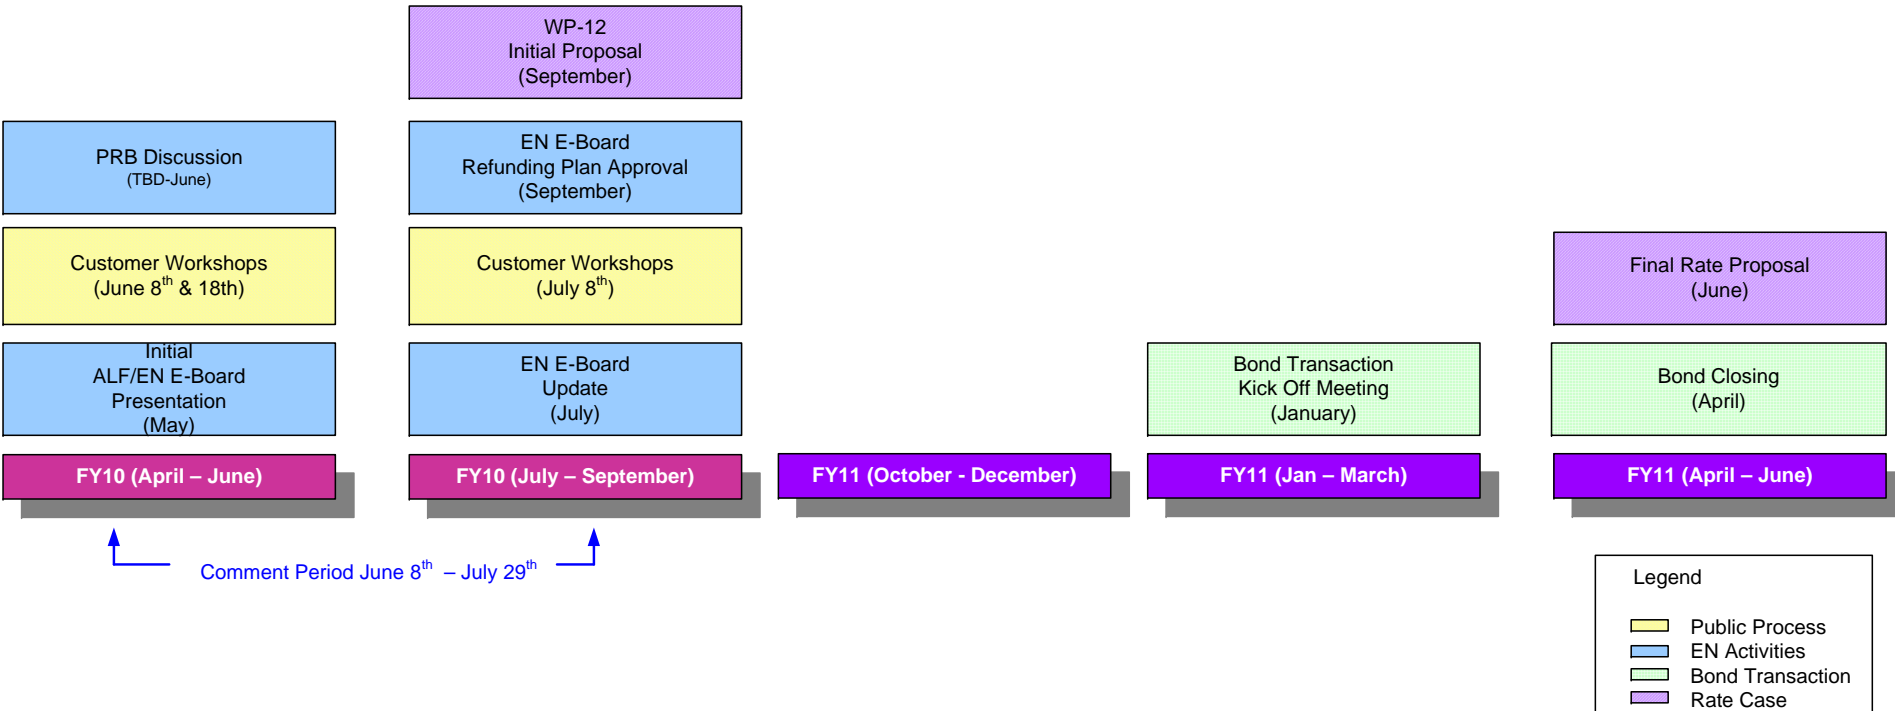 WP-12
Initial Proposal
(September)
PRB Discussion
(TBD-June)
EN E-Board
Refunding Plan Approval
(September)
Customer Workshops
(June 8th & 18th)
Customer Workshops
(July 8th)
Final Rate Proposal
(June)
Initial
ALF/EN E-Board
Presentation
(May)
EN E-Board
Update
(July)
Bond Transaction
Kick Off Meeting
(January)
Bond Closing
(April)
FY10 (April – June)
FY10 (July – September)
FY11 (October - December)
FY11 (Jan – March)
FY11 (April – June)
Comment Period June 8th – July 29th
Legend
Public Process
EN Activities
Bond Transaction
Rate Case